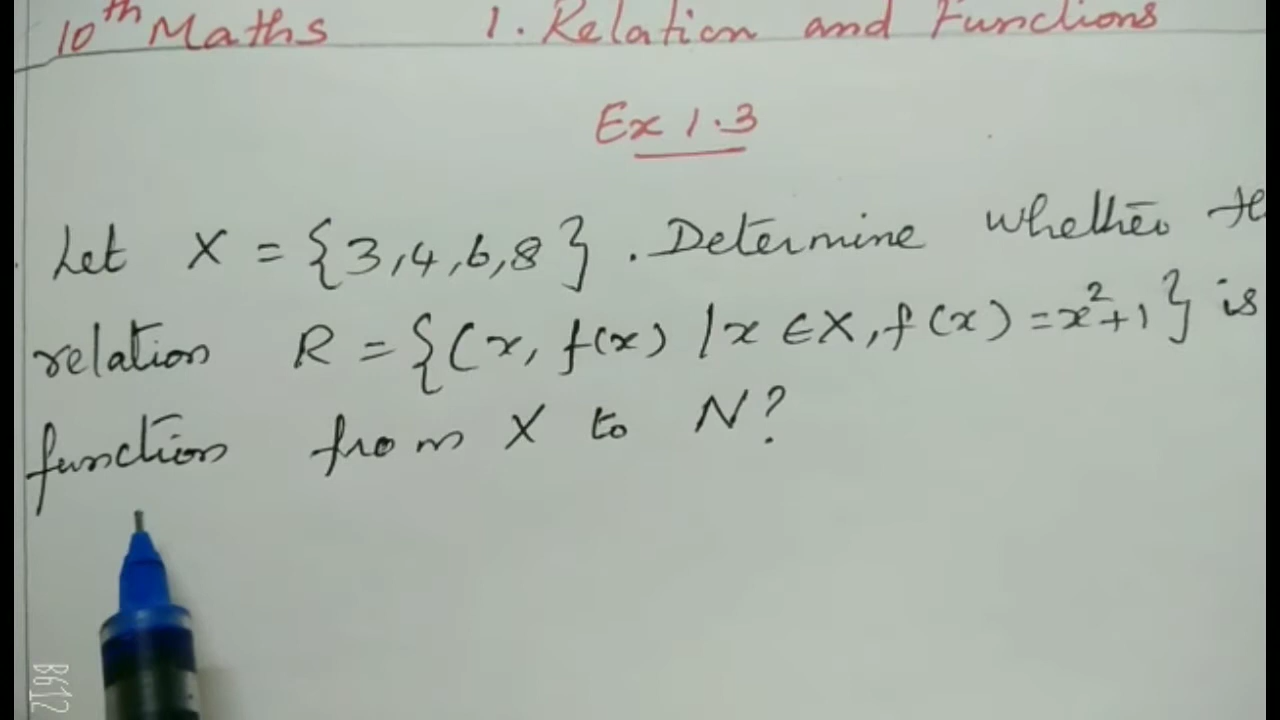 10th Maths 1. Relation and Functions
Ex 1.3
Let X = {3,4,6,8}. Determine whether
relation R = {(x, f(x) / x ∈ X, f(x) = x²+1} is
function from X to N?
B612